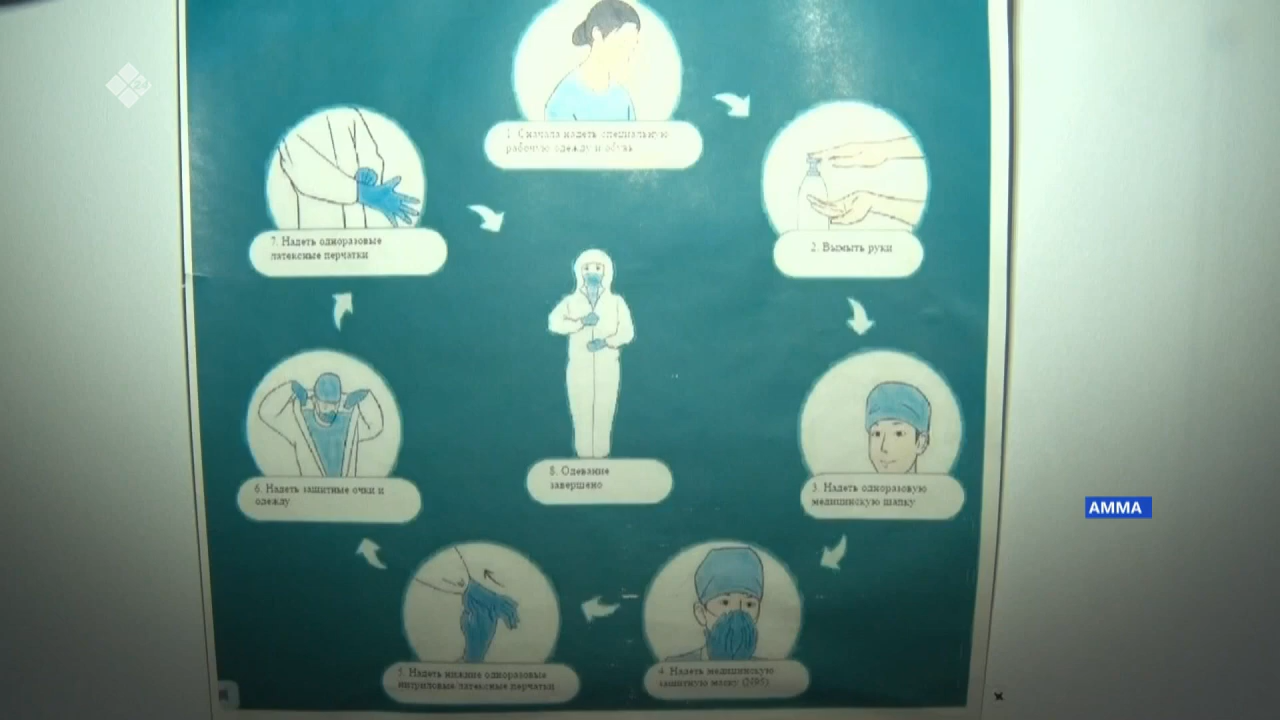 1. Сначала надеть специальную
рабочую одежду и обувь
2. Вымыть руки
3. Надеть одноразовую
медицинскую шапку
4. Надеть медицинскую
защитную маску (N95)
5. Надеть нижние одноразовые
нитриловые/латексные перчатки
6. Надеть защитные очки и
одежду
7. Надеть одноразовые
латексные перчатки
8. Одевание
завершено
АММА
24